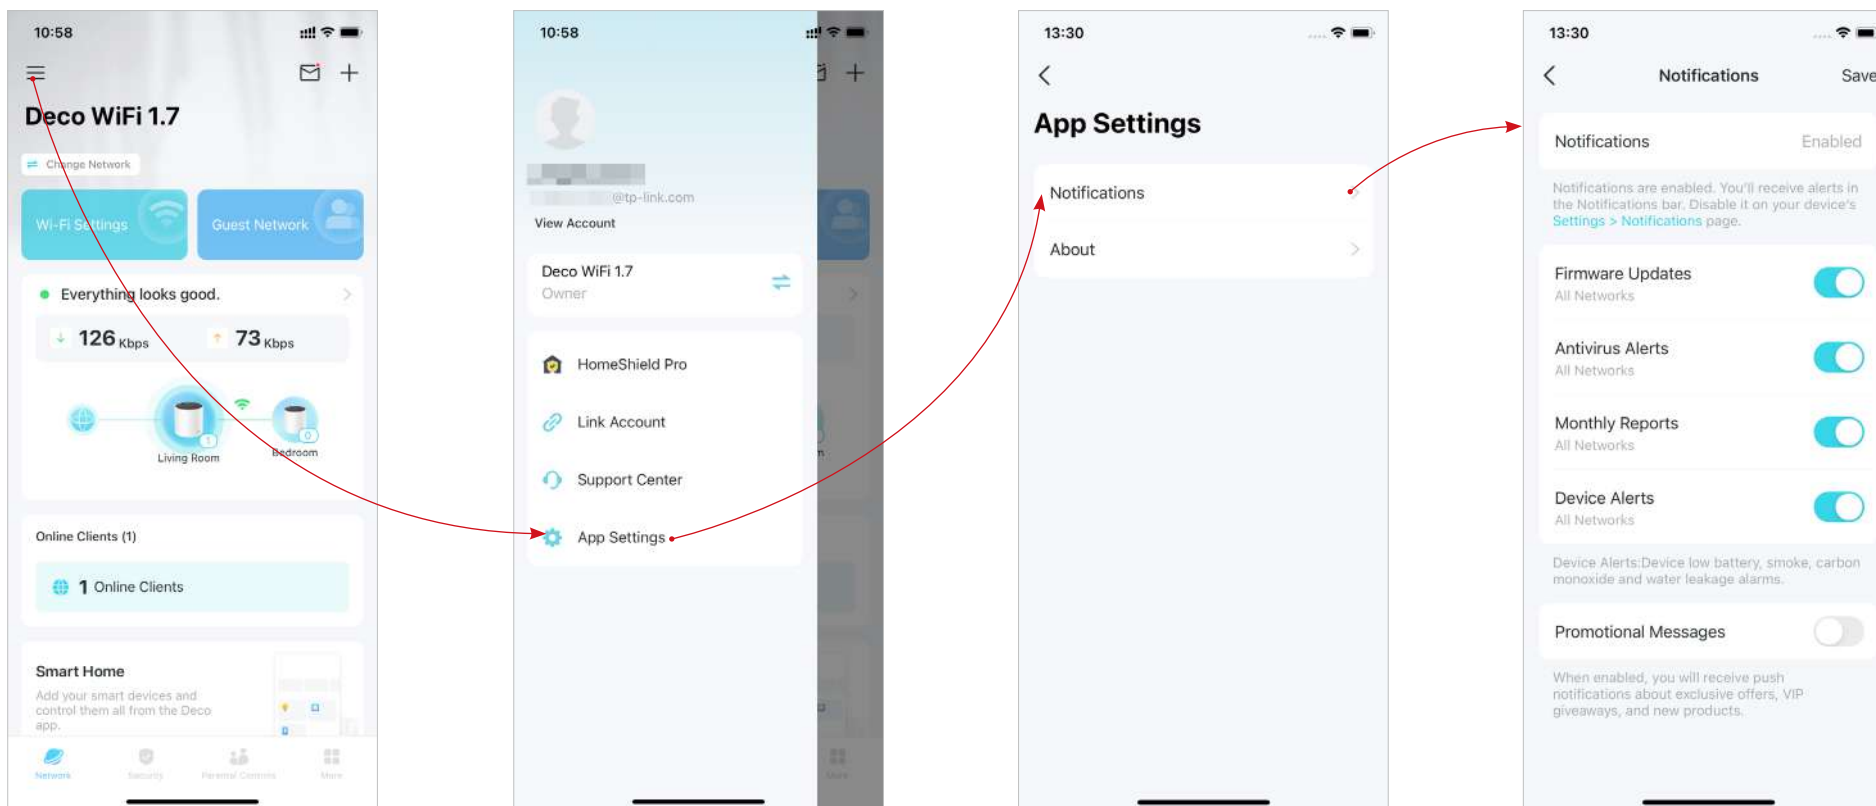 10:58
Deco WiFi 1.7
Change Network
Wi-Fi Settings
Guest Network
Everything looks good.
126 Kbps
73 Kbps
1
0
Living Room
Bedroom
Online Clients (1)
1 Online Clients
Smart Home
Add your smart devices and
control them all from the Deco
app.
Network
Security
Parental Controls
More
10:58
@tp-link.com
View Account
Deco WiFi 1.7
Owner
HomeShield Pro
Link Account
Support Center
App Settings
More
13:30
App Settings
Notifications
About
13:30
Notifications
Save
Notifications
Enabled
Notifications are enabled. You'll receive alerts in
the Notifications bar. Disable it on your device's
Settings > Notifications page.
Firmware Updates
All Networks
Antivirus Alerts
All Networks
Monthly Reports
All Networks
Device Alerts
All Networks
Device Alerts:Device low battery, smoke, carbon
monoxide and water leakage alarms.
Promotional Messages
When enabled, you will receive push
notifications about exclusive offers, VIP
giveaways, and new products.